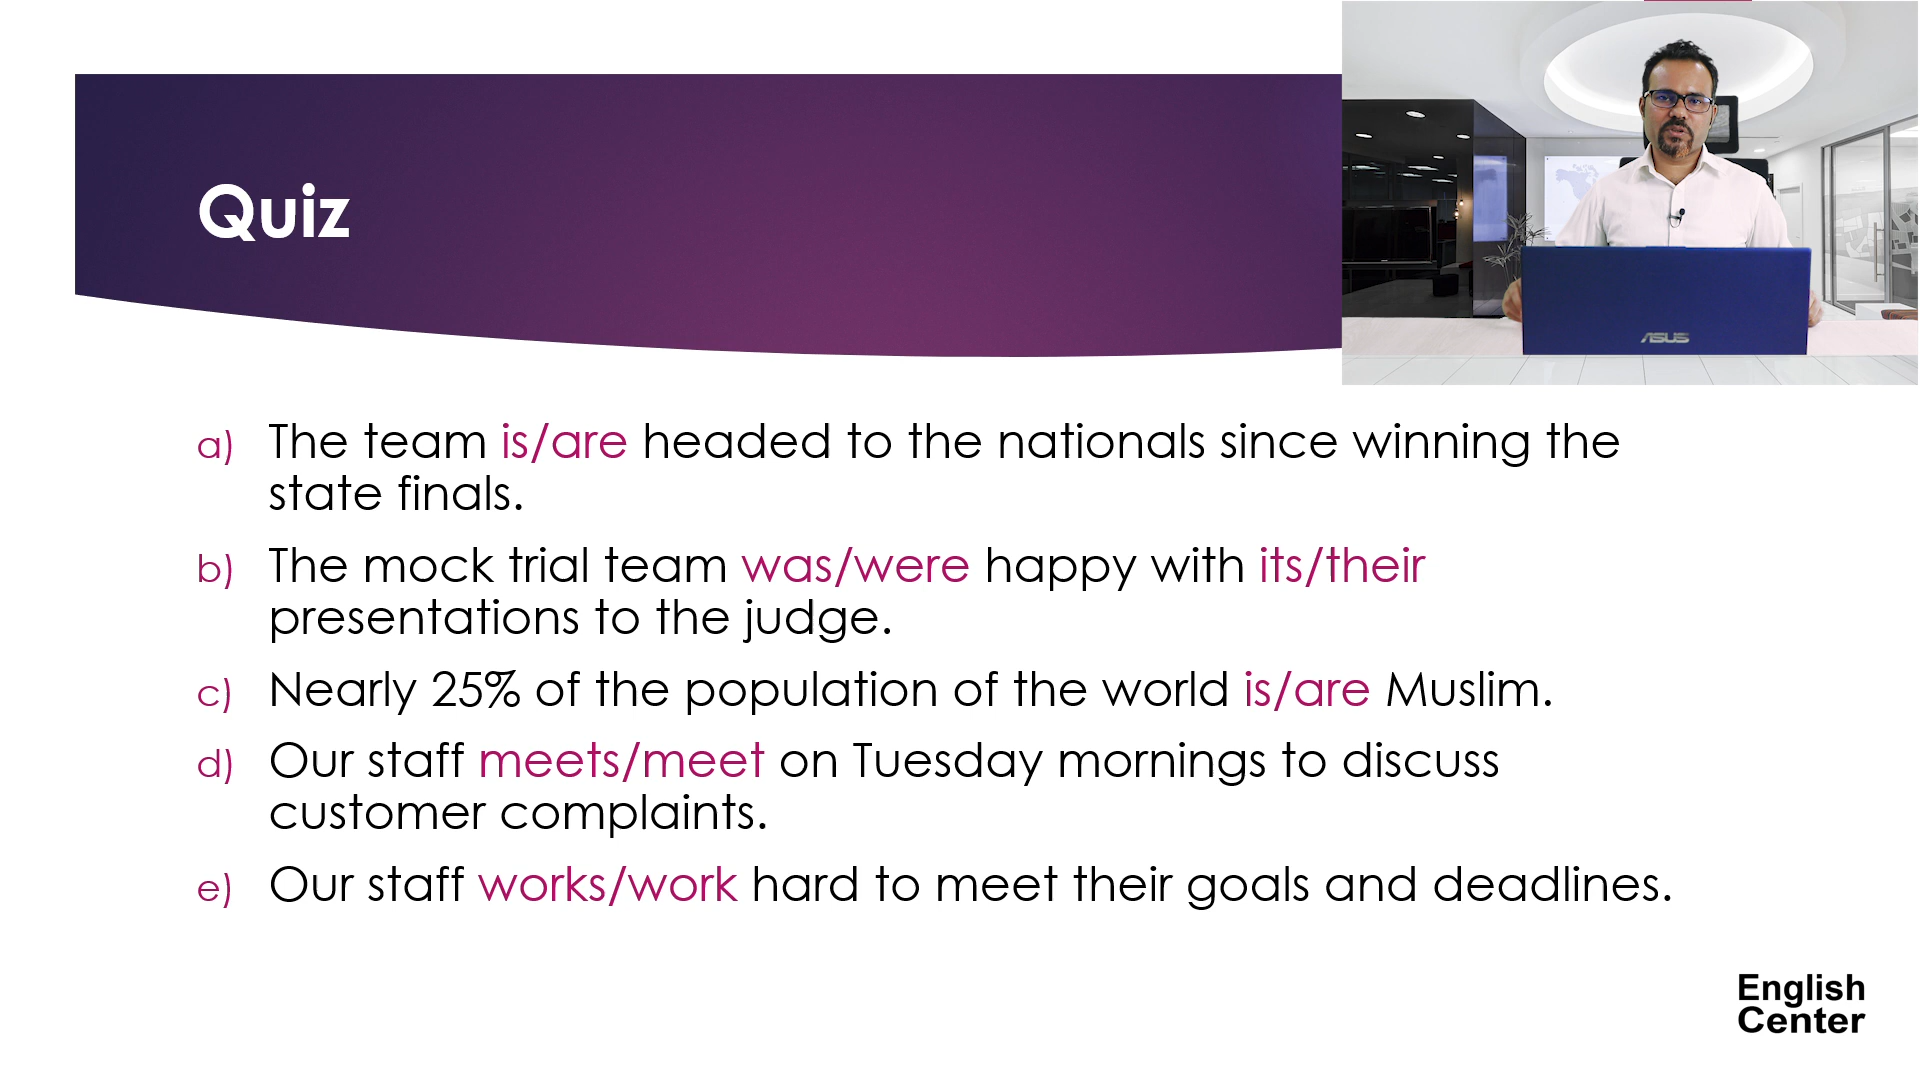 Quiz
a) The team is/are headed to the nationals since winning the
state finals.
b) The mock trial team was/were happy with its/their
presentations to the judge.
c) Nearly 25% of the population of the world is/are Muslim.
d) Our staff meets/meet on Tuesday mornings to discuss
customer complaints.
e) Our staff works/work hard to meet their goals and deadlines.
ASUS
English
Center